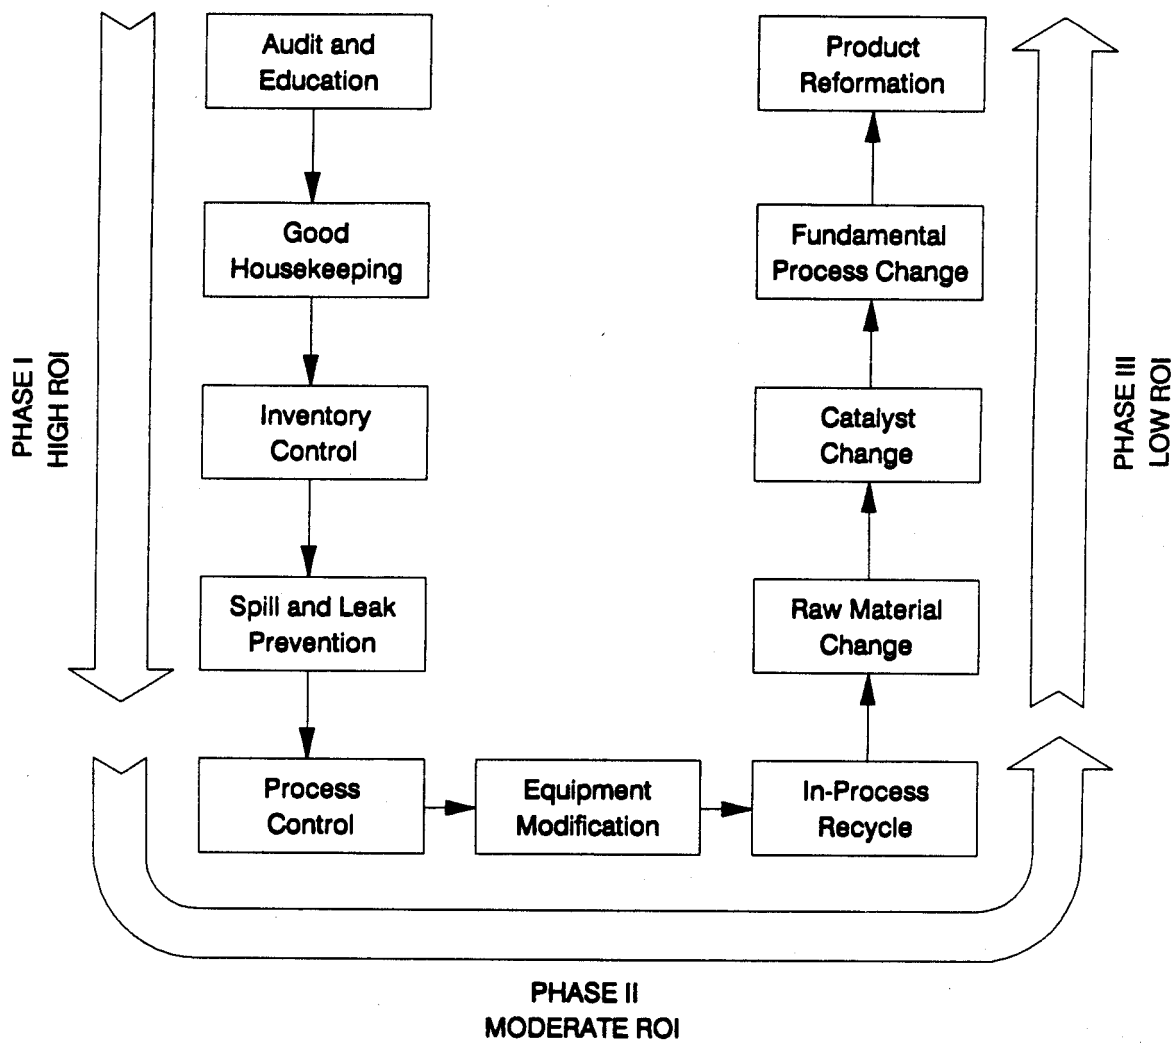 Audit and
Education
Good
Housekeeping
Inventory
Control
Spill and Leak
Prevention
Process
Control
Equipment
Modification
In-Process
Recycle
Raw Material
Change
Catalyst
Change
Fundamental
Process Change
Product
Reformation
PHASE I
HIGH ROI
PHASE II
MODERATE ROI
PHASE III
LOW ROI